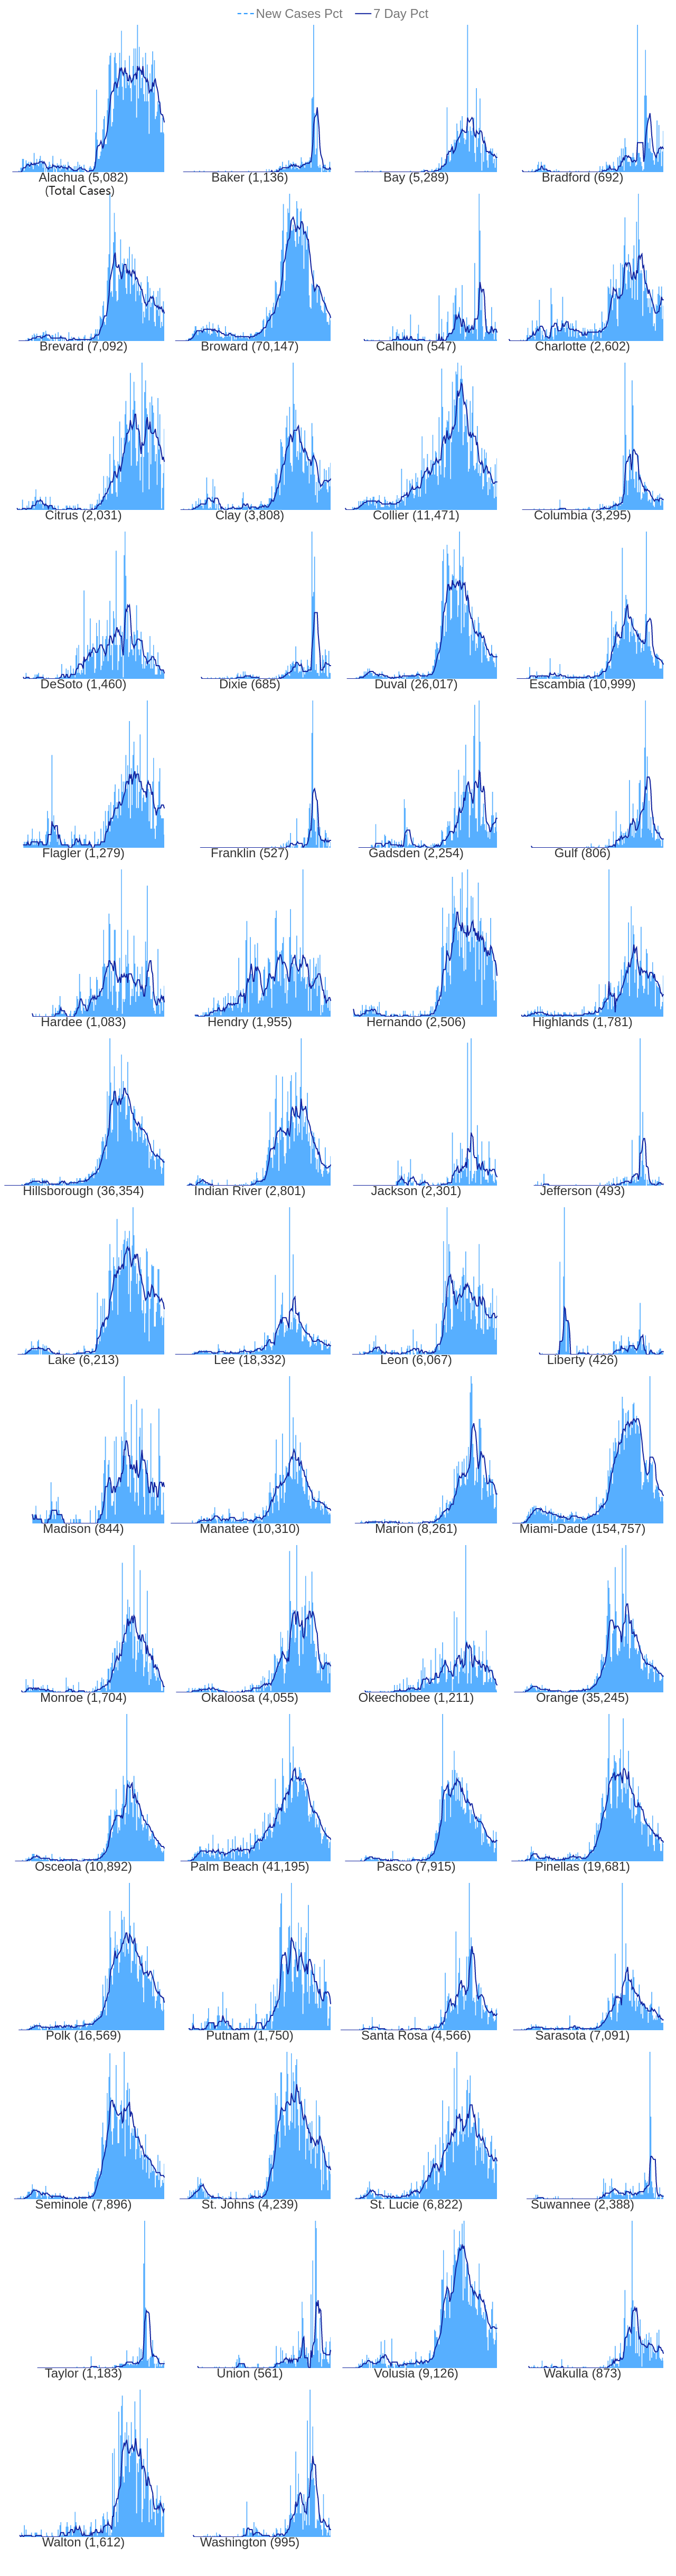 New Cases Pct 7 Day Pct
Alachua (5,082) Baker (1,136) Bay (5,289) Bradford (692)
(Total Cases)
Brevard (7,092) Broward (70,147) Calhoun (547) Charlotte (2,602)
Citrus (2,031) Clay (3,808) Collier (11,471) Columbia (3,295)
DeSoto (1,460) Dixie (685) Duval (26,017) Escambia (10,999)
Flagler (1,279) Franklin (527) Gadsden (2,254) Gulf (806)
Hardee (1,083) Hendry (1,955) Hernando (2,506) Highlands (1,781)
Hillsborough (36,354) Indian River (2,801) Jackson (2,301) Jefferson (493)
Lake (6,213) Lee (18,332) Leon (6,067) Liberty (426)
Madison (844) Manatee (10,310) Marion (8,261) Miami-Dade (154,757)
Monroe (1,704) Okaloosa (4,055) Okeechobee (1,211) Orange (35,245)
Osceola (10,892) Palm Beach (41,195) Pasco (7,915) Pinellas (19,681)
Polk (16,569) Putnam (1,750) Santa Rosa (4,566) Sarasota (7,091)
Seminole (7,896) St. Johns (4,239) St. Lucie (6,822) Suwannee (2,388)
Taylor (1,183) Union (561) Volusia (9,126) Wakulla (873)
Walton (1,612) Washington (995)